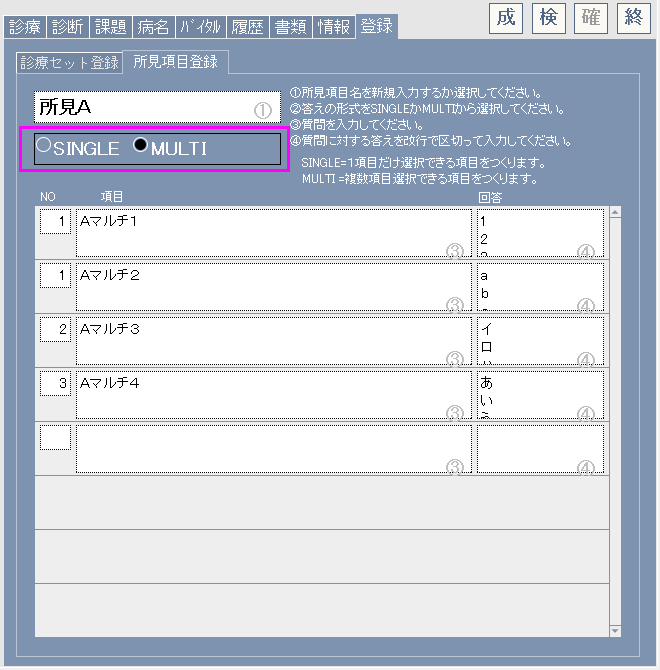 成 検 確 終
診療 診断 課題 病名 バイタル 履歴 書類 情報 登録
診療セット登録 所見項目登録
所見A ①
SINGLE MULTI
①所見項目名を新規入力するか選択してください。
②答えの形式をSINGLEかMULTIから選択してください。
③質問を入力してください。
④質問に対する答えを改行で区切って入力してください。
SINGLE=1項目だけ選択できる項目をつくります。
MULTI =複数項目選択できる項目をつくります。
NO 項目 回答
1 Aマルチ1 ③ 1
2 ④
1 Aマルチ2 ③ a
b ④
2 Aマルチ3 ③ イ
ロ ④
3 Aマルチ4 ③ あ
い ④
③ ④